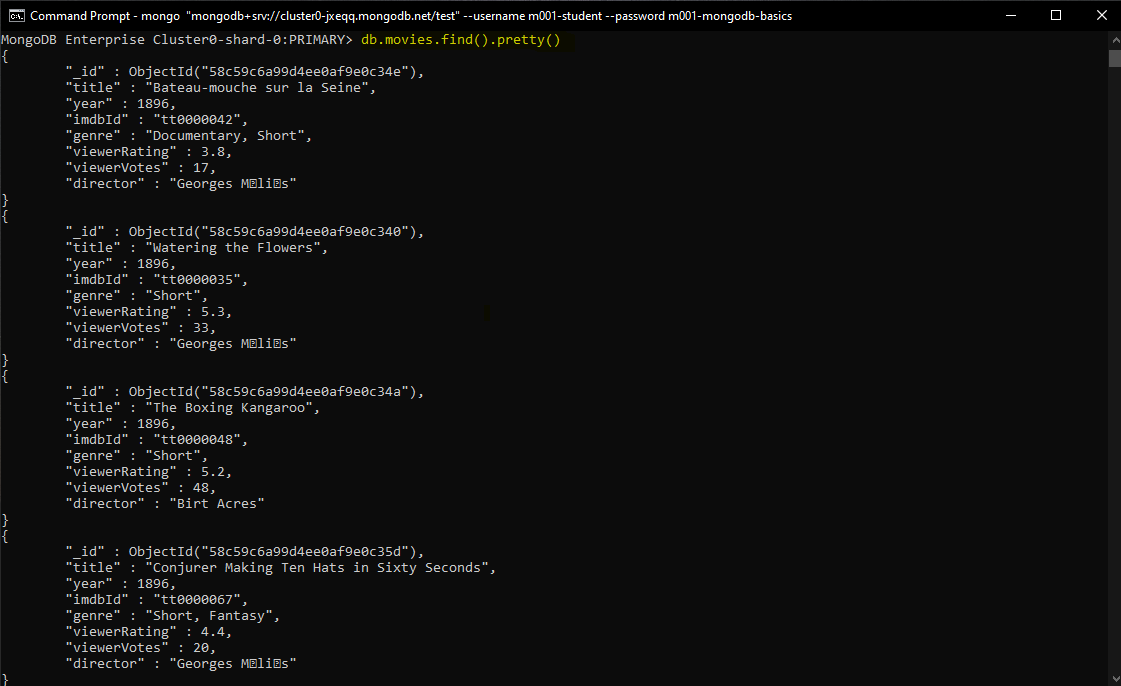 Command Prompt - mongo "mongodb+srv://cluster0-jxeqq.mongodb.net/test" --username m001-student --password m001-mongodb-basics
MongoDB Enterprise Cluster0-shard-0:PRIMARY> db.movies.find().pretty()
{
"_id" : ObjectId("58c59c6a99d4ee0af9e0c34e"),
"title" : "Bateau-mouche sur la Seine",
"year" : 1896,
"imdbId" : "tt0000042",
"genre" : "Documentary, Short",
"viewerRating" : 3.8,
"viewerVotes" : 17,
"director" : "Georges M�li�s"
}
{
"_id" : ObjectId("58c59c6a99d4ee0af9e0c340"),
"title" : "Watering the Flowers",
"year" : 1896,
"imdbId" : "tt0000035",
"genre" : "Short",
"viewerRating" : 5.3,
"viewerVotes" : 33,
"director" : "Georges M�li�s"
}
{
"_id" : ObjectId("58c59c6a99d4ee0af9e0c34a"),
"title" : "The Boxing Kangaroo",
"year" : 1896,
"imdbId" : "tt0000048",
"genre" : "Short",
"viewerRating" : 5.2,
"viewerVotes" : 48,
"director" : "Birt Acres"
}
{
"_id" : ObjectId("58c59c6a99d4ee0af9e0c35d"),
"title" : "Conjurer Making Ten Hats in Sixty Seconds",
"year" : 1896,
"imdbId" : "tt0000067",
"genre" : "Short, Fantasy",
"viewerRating" : 4.4,
"viewerVotes" : 20,
"director" : "Georges M�li�s"
}